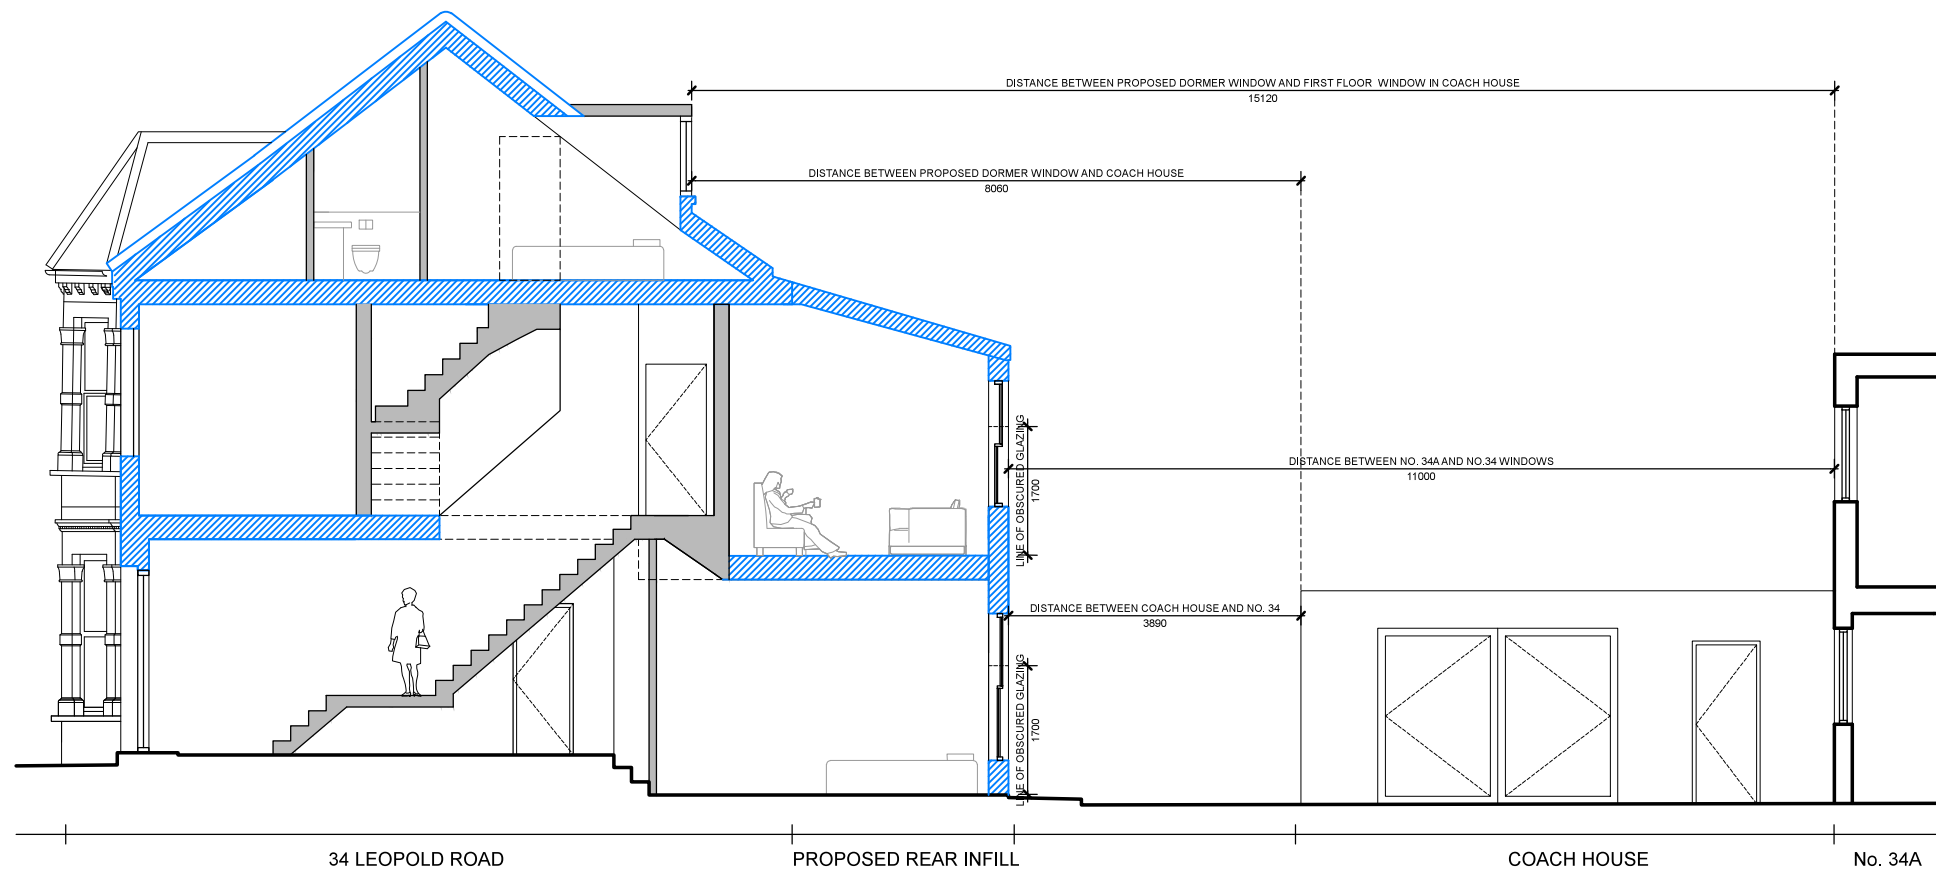 DISTANCE BETWEEN PROPOSED DORMER WINDOW AND FIRST FLOOR WINDOW IN COACH HOUSE
15120
DISTANCE BETWEEN PROPOSED DORMER WINDOW AND COACH HOUSE
8060
LINE OF OBSCURED GLAZING
1700
DISTANCE BETWEEN NO. 34A AND NO.34 WINDOWS
11000
DISTANCE BETWEEN COACH HOUSE AND NO. 34
3890
LINE OF OBSCURED GLAZING
1700
34 LEOPOLD ROAD
PROPOSED REAR INFILL
COACH HOUSE
No. 34A